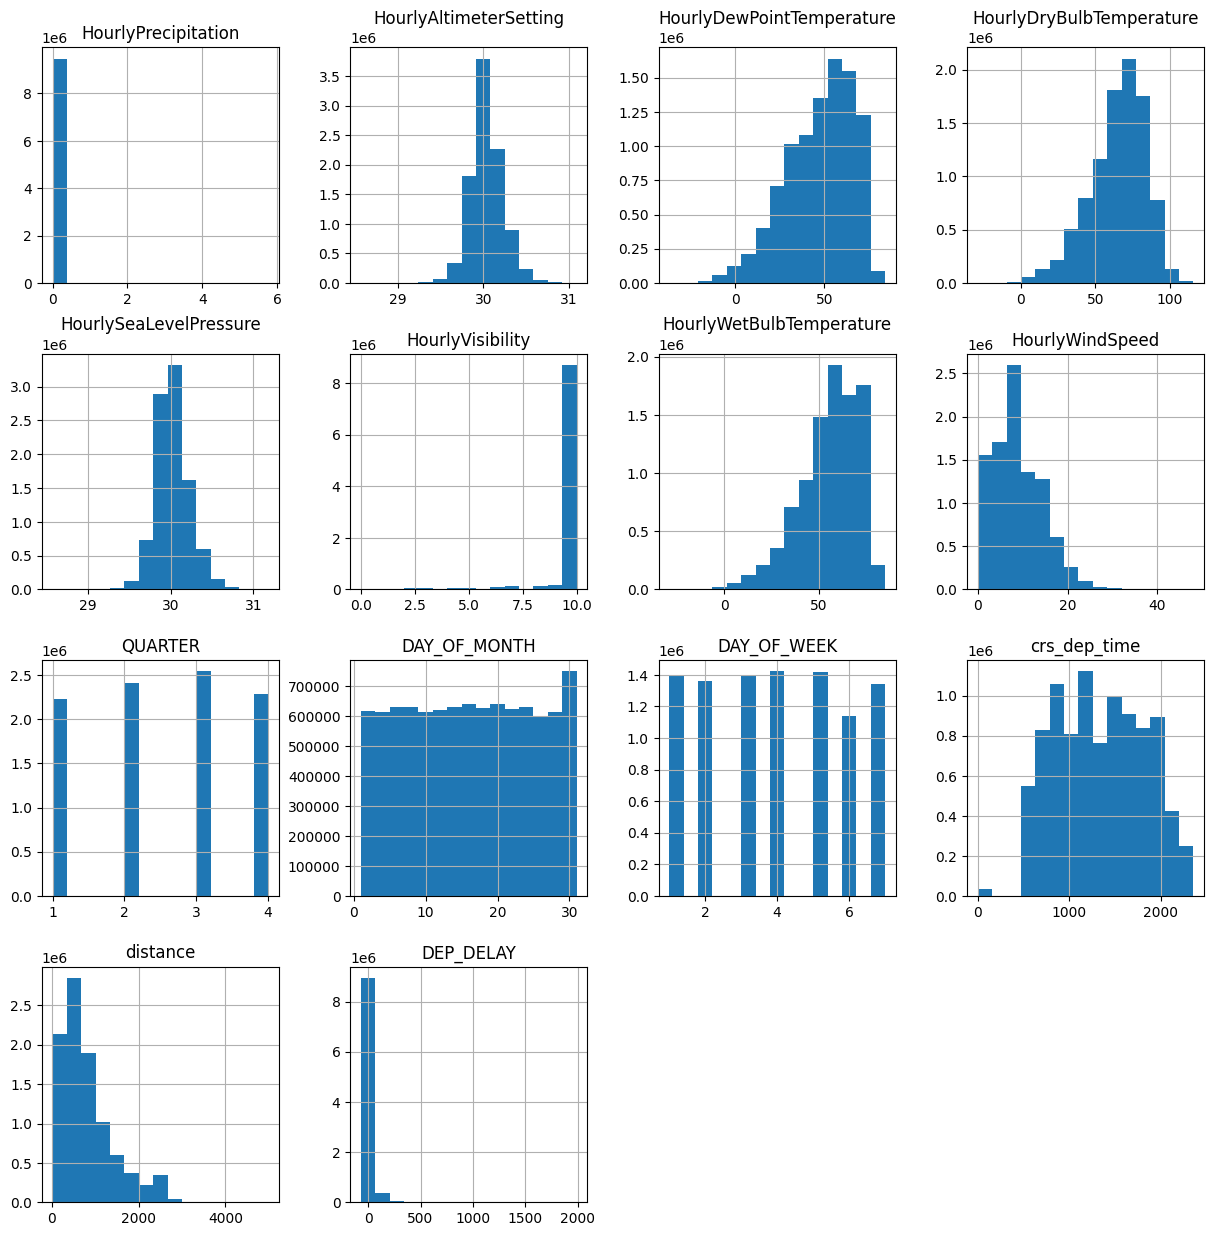 HourlyPrecipitation
1e6
8
6
4
2
0
0 2 4 6
HourlyAltimeterSetting
1e6
3.5
3.0
2.5
2.0
1.5
1.0
0.5
0.0
29 30 31
HourlyDewPointTemperature
1e6
1.50
1.25
1.00
0.75
0.50
0.25
0.00
0 50
HourlyDryBulbTemperature
1e6
2.0
1.5
1.0
0.5
0.0
0 50 100
HourlySeaLevelPressure
1e6
3.0
2.5
2.0
1.5
1.0
0.5
0.0
29 30 31
HourlyVisibility
1e6
8
6
4
2
0
0.0 2.5 5.0 7.5 10.0
HourlyWetBulbTemperature
1e6
2.0
1.5
1.0
0.5
0.0
0 50
HourlyWindSpeed
1e6
2.5
2.0
1.5
1.0
0.5
0.0
0 20 40
QUARTER
1e6
2.5
2.0
1.5
1.0
0.5
0.0
1 2 3 4
DAY_OF_MONTH
700000
600000
500000
400000
300000
200000
100000
0
0 10 20 30
DAY_OF_WEEK
1e6
1.4
1.2
1.0
0.8
0.6
0.4
0.2
0.0
2 4 6
crs_dep_time
1e6
1.0
0.8
0.6
0.4
0.2
0.0
0 1000 2000
distance
1e6
2.5
2.0
1.5
1.0
0.5
0.0
0 2000 4000
DEP_DELAY
1e6
8
6
4
2
0
0 500 1000 1500 2000